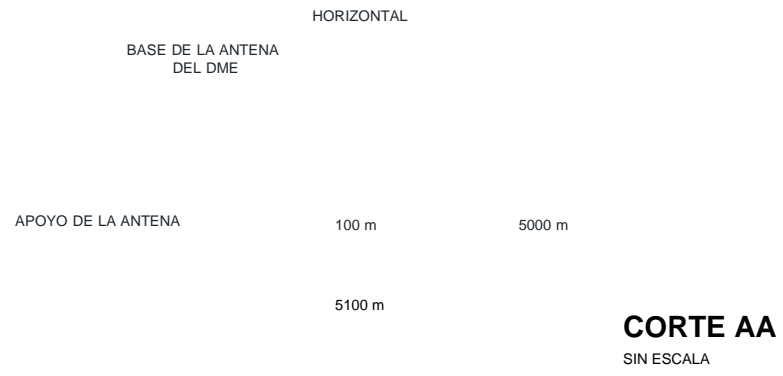 HORIZONTAL
BASE DE LA ANTENA
DEL DME
APOYO DE LA ANTENA
100 m
5000 m
5100 m
CORTE AA
SIN ESCALA